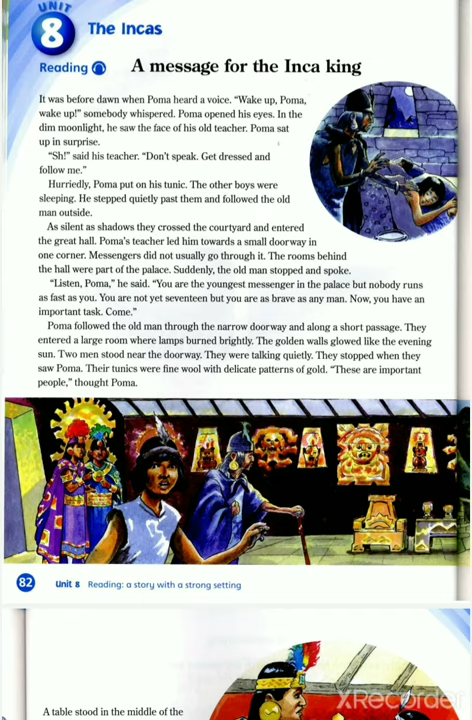 UNIT
8 The Incas
Reading A message for the Inca king
It was before dawn when Poma heard a voice. “Wake up, Poma,
wake up!” somebody whispered. Poma opened his eyes. In the
dim moonlight, he saw the face of his old teacher. Poma sat
up in surprise.
“Sh!” said his teacher. “Don’t speak. Get dressed and
follow me.”
Hurriedly, Poma put on his tunic. The other boys were
sleeping. He stepped quietly past them and followed the old
man outside.
As silent as shadows they crossed the courtyard and entered
the great hall. Poma’s teacher led him towards a small doorway in
one corner. Messengers did not usually go through it. The rooms behind
the hall were part of the palace. Suddenly, the old man stopped and spoke.
“Listen, Poma,” he said. “You are the youngest messenger in the palace but nobody runs
as fast as you. You are not yet seventeen but you are as brave as any man. Now, you have an
important task. Come.”
Poma followed the old man through the narrow doorway and along a short passage. They
entered a large room where lamps burned brightly. The golden walls glowed like the evening
sun. Two men stood near the doorway. They were talking quietly. They stopped when they
saw Poma. Their tunics were fine wool with delicate patterns of gold. “These are important
people,” thought Poma.
82 Unit 8 Reading: a story with a strong setting
XRecorder
A table stood in the middle of the